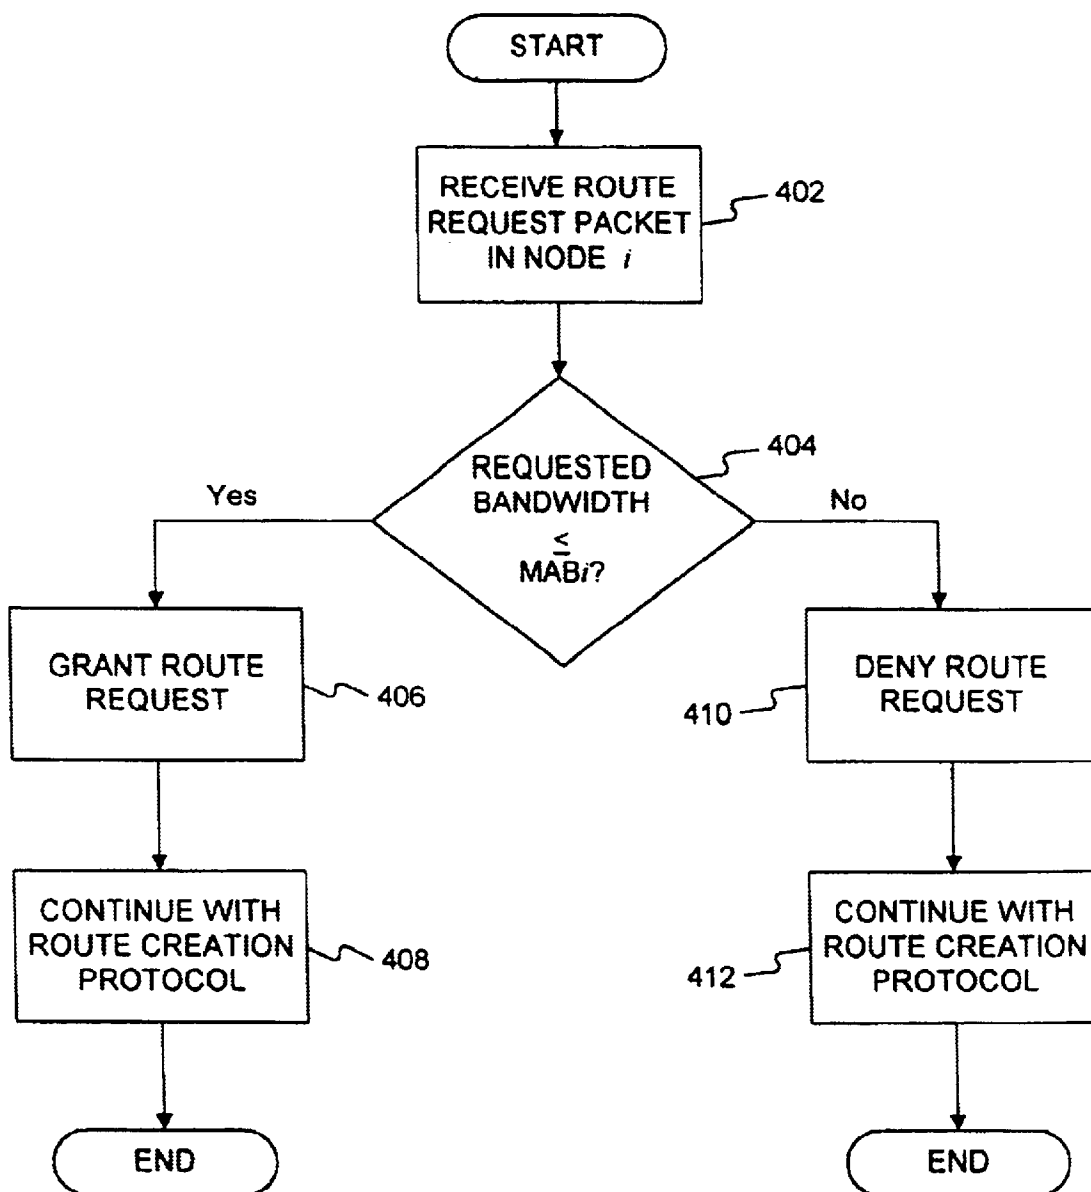 START
RECEIVE ROUTE
REQUEST PACKET
IN NODE i
402
REQUESTED
BANDWIDTH
≤
MABi?
404
Yes
No
GRANT ROUTE
REQUEST
406
DENY ROUTE
REQUEST
410
CONTINUE WITH
ROUTE CREATION
PROTOCOL
408
CONTINUE WITH
ROUTE CREATION
PROTOCOL
412
END
END